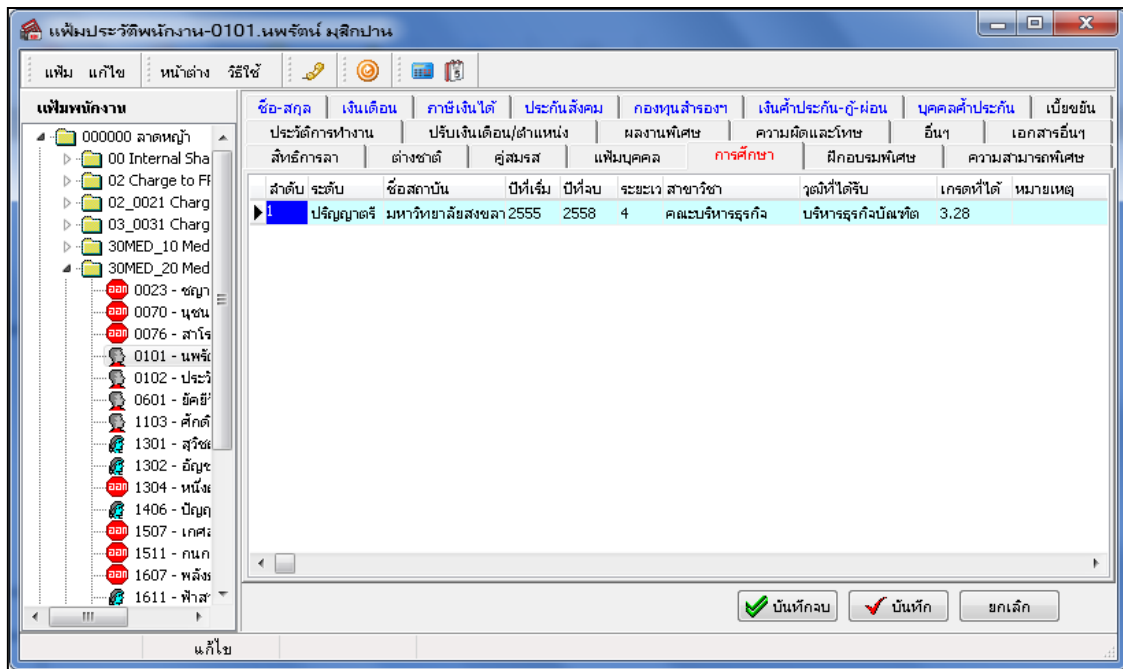 แฟ้มประวัติพนักงาน-0101.นพรัตน์ มุสิกปาน
แฟ้ม แก้ไข หน้าต่าง วิธีใช้
แฟ้มพนักงาน
000000 ลาดหญ้า
00 Internal Sha
02 Charge to FF
02_0021 Charg
03_0031 Charg
30MED_10 Med
30MED_20 Med
ออก 0023 - ชญา
ออก 0070 - นุชน
ออก 0076 - สาโร
0101 - นพรัต
0102 - ประวิ
0601 - ยัคยี
1103 - ศักดิ์
1301 - สุวิช
1302 - อัญช
ออก 1304 - หนึ่ง
1406 - ปัญญ
ออก 1507 - เกศ
ออก 1511 - กนก
ออก 1607 - พลัง
1611 - ฟ้าส
ชื่อ-สกุล เงินเดือน ภาษีเงินได้ ประกันสังคม กองทุนสำรองฯ เงินค้ำประกัน-กู้-ผ่อน บุคคลค้ำประกัน เบี้ยขยัน
ประวัติการทำงาน ปรับเงินเดือน/ตำแหน่ง ผลงานพิเศษ ความผิดและโทษ อื่นๆ เอกสารอื่นๆ
สิทธิการลา ต่างชาติ คู่สมรส แฟ้มบุคคล การศึกษา ฝึกอบรมพิเศษ ความสามารถพิเศษ
ลำดับ ระดับ ชื่อสถาบัน ปีที่เริ่ม ปีที่จบ ระยะเว สาขาวิชา วุฒิที่ได้รับ เกรดที่ได้ หมายเหตุ
1 ปริญญาตรี มหาวิทยาลัยสงขลา 2555 2558 4 คณะบริหารธุรกิจ บริหารธุรกิจบัณฑิต 3.28
บันทึกจบ บันทึก ยกเลิก
แก้ไข